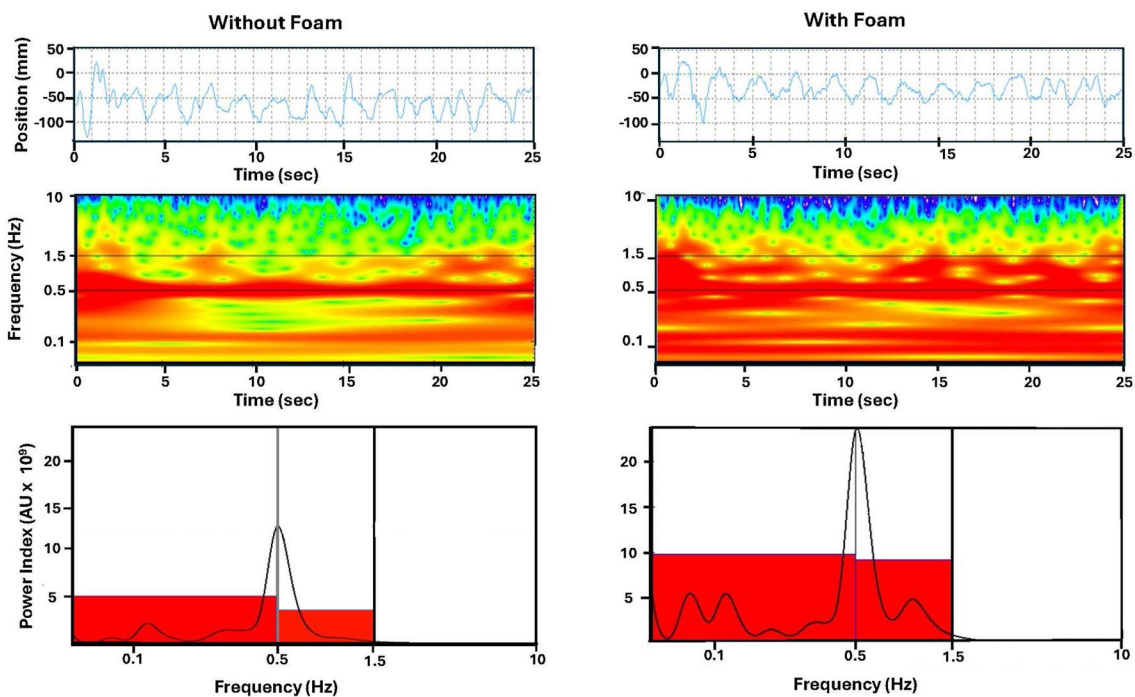 Without Foam
Position (mm)
50
0
-50
-100
0 5 10 15 20 25
Time (sec)
Frequency (Hz)
10
1.5
0.5
0.1
0 5 10 15 20 25
Time (sec)
Power Index (AU x 10⁹)
20
15
10
5
0.1 0.5 1.5 10
Frequency (Hz)
With Foam
50
0
-50
-100
0 5 10 15 20 25
Time (sec)
10
1.5
0.5
0.1
0 5 10 15 20 25
Time (sec)
20
15
10
5
0.1 0.5 1.5 10
Frequency (Hz)